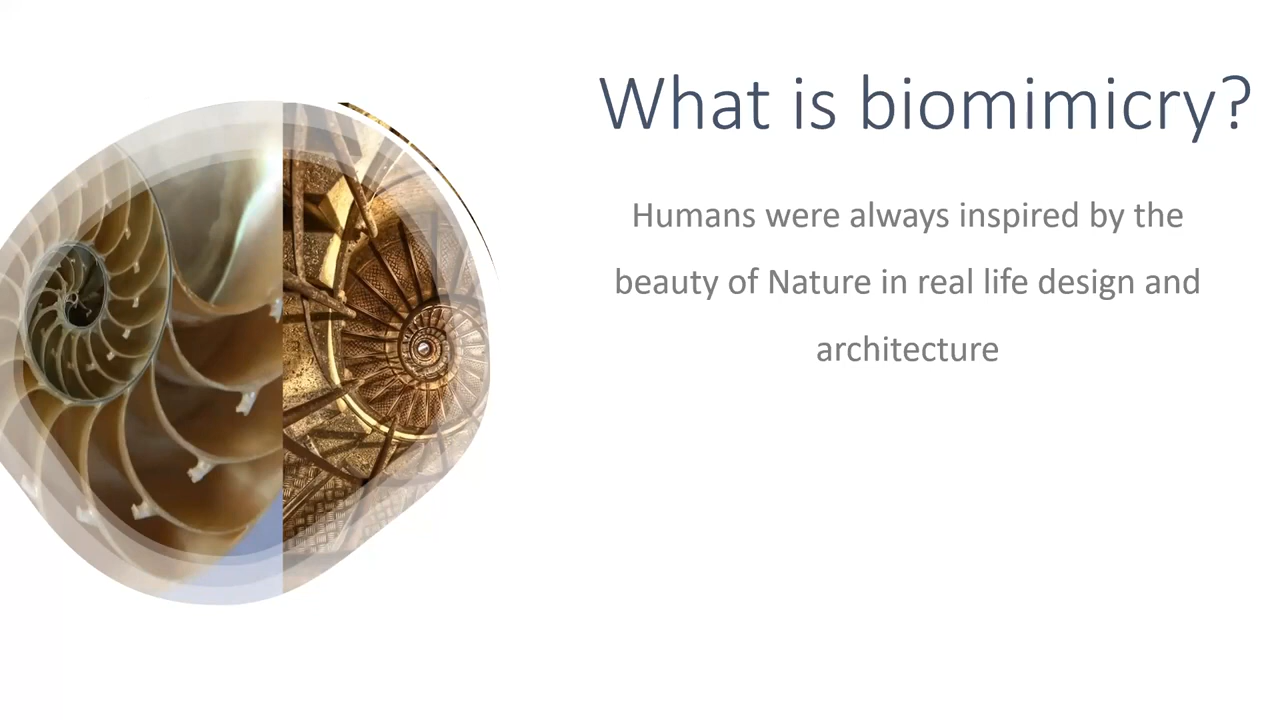 What is biomimicry?
Humans were always inspired by the
beauty of Nature in real life design and
architecture